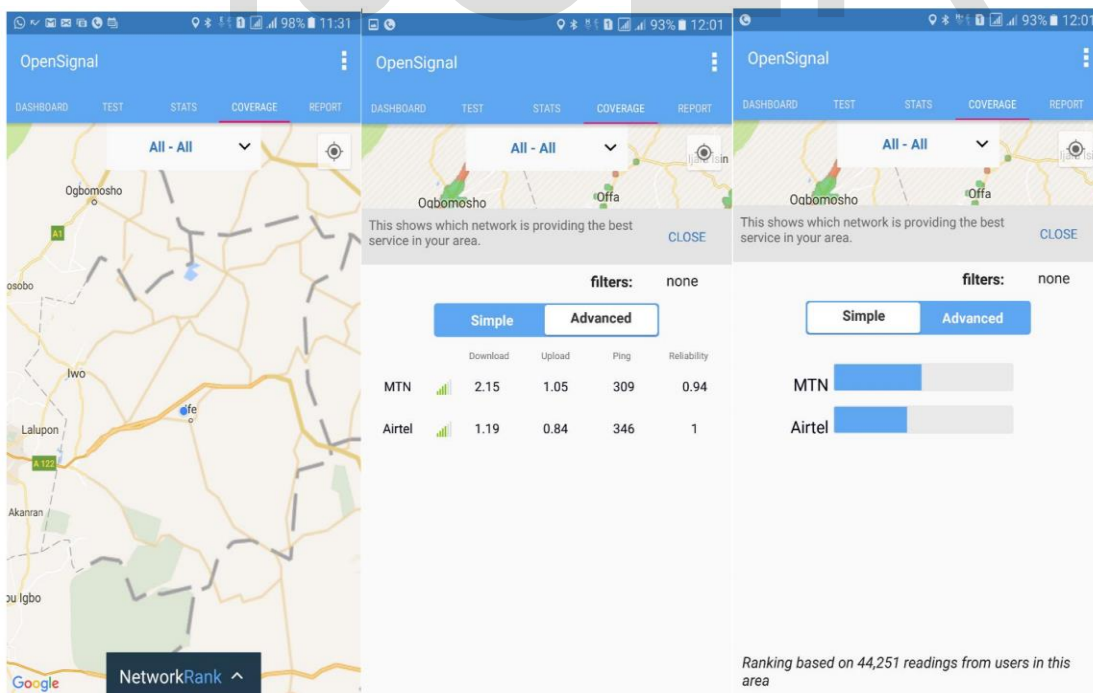 98% 11:31
OpenSignal
DASHBOARD TEST STATS COVERAGE REPORT
All - All
Ogbomosho
A1
osobo
Iwo
Ife
Lalupon
A 122
Akanran
ou Igbo
Google
NetworkRank
93% 12:01
OpenSignal
DASHBOARD TEST STATS COVERAGE REPORT
All - All
Isin
Ogbomosho
Offa
This shows which network is providing the best
service in your area.
CLOSE
filters: none
Simple Advanced
Download Upload Ping Reliability
MTN 2.15 1.05 309 0.94
Airtel 1.19 0.84 346 1
93% 12:01
OpenSignal
DASHBOARD TEST STATS COVERAGE REPORT
All - All
Ogbomosho
Offa
This shows which network is providing the best
service in your area.
CLOSE
filters: none
Simple Advanced
MTN
Airtel
Ranking based on 44,251 readings from users in this
area